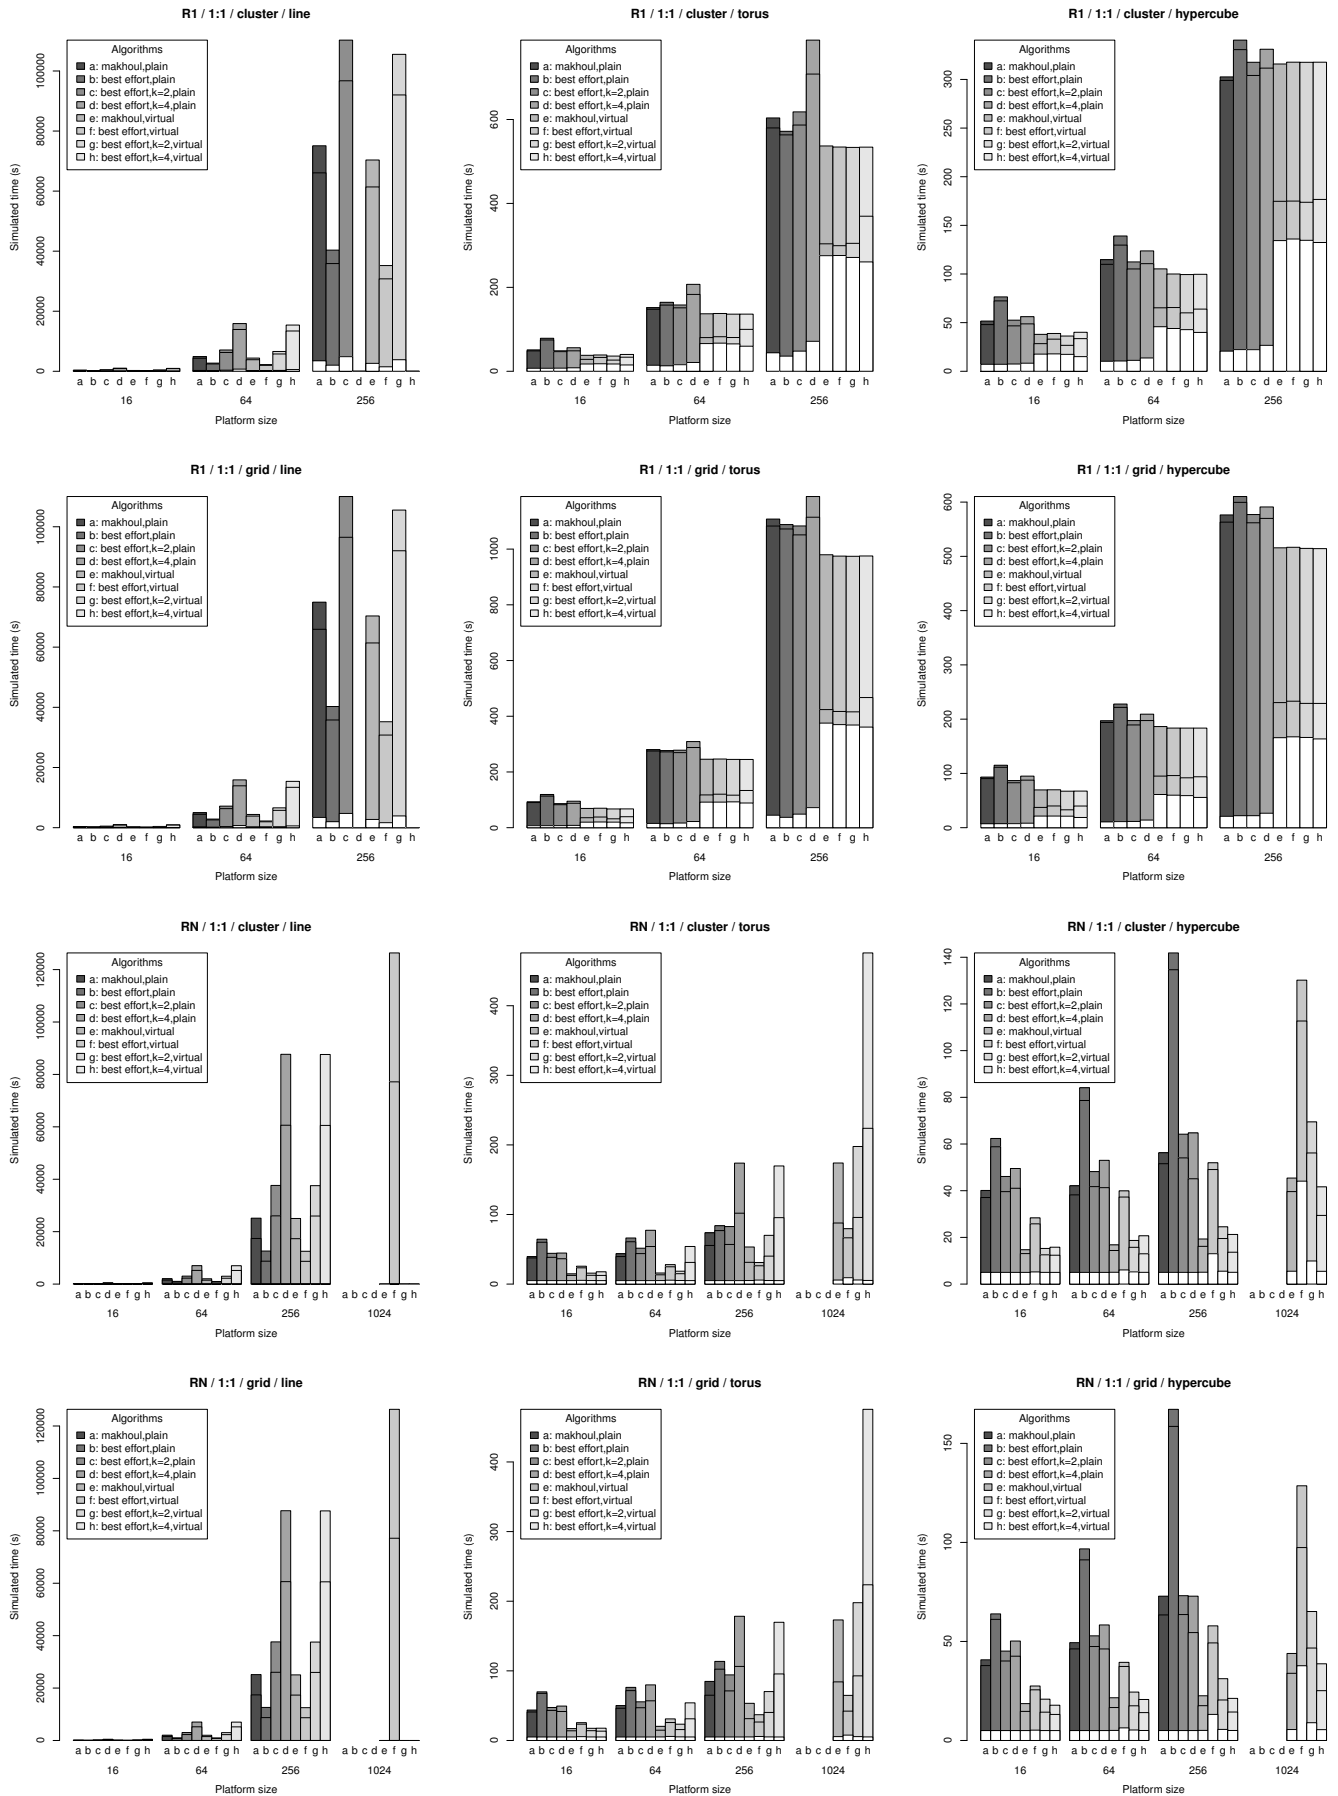 R1 / 1:1 / cluster / line
Simulated time (s)
0 20000 40000 60000 80000 100000
Algorithms
a: makhoul,plain
b: best effort,plain
c: best effort,k=2,plain
d: best effort,k=4,plain
e: makhoul,virtual
f: best effort,virtual
g: best effort,k=2,virtual
h: best effort,k=4,virtual
a b c d e f g h a b c d e f g h a b c d e f g h
16 64 256
Platform size
R1 / 1:1 / cluster / torus
Simulated time (s)
0 200 400 600
Algorithms
a: makhoul,plain
b: best effort,plain
c: best effort,k=2,plain
d: best effort,k=4,plain
e: makhoul,virtual
f: best effort,virtual
g: best effort,k=2,virtual
h: best effort,k=4,virtual
a b c d e f g h a b c d e f g h a b c d e f g h
16 64 256
Platform size
R1 / 1:1 / cluster / hypercube
Simulated time (s)
0 50 100 150 200 250 300
Algorithms
a: makhoul,plain
b: best effort,plain
c: best effort,k=2,plain
d: best effort,k=4,plain
e: makhoul,virtual
f: best effort,virtual
g: best effort,k=2,virtual
h: best effort,k=4,virtual
a b c d e f g h a b c d e f g h a b c d e f g h
16 64 256
Platform size
R1 / 1:1 / grid / line
Simulated time (s)
0 20000 40000 60000 80000 100000
Algorithms
a: makhoul,plain
b: best effort,plain
c: best effort,k=2,plain
d: best effort,k=4,plain
e: makhoul,virtual
f: best effort,virtual
g: best effort,k=2,virtual
h: best effort,k=4,virtual
a b c d e f g h a b c d e f g h a b c d e f g h
16 64 256
Platform size
R1 / 1:1 / grid / torus
Simulated time (s)
0 200 400 600 800 1000
Algorithms
a: makhoul,plain
b: best effort,plain
c: best effort,k=2,plain
d: best effort,k=4,plain
e: makhoul,virtual
f: best effort,virtual
g: best effort,k=2,virtual
h: best effort,k=4,virtual
a b c d e f g h a b c d e f g h a b c d e f g h
16 64 256
Platform size
R1 / 1:1 / grid / hypercube
Simulated time (s)
0 100 200 300 400 500 600
Algorithms
a: makhoul,plain
b: best effort,plain
c: best effort,k=2,plain
d: best effort,k=4,plain
e: makhoul,virtual
f: best effort,virtual
g: best effort,k=2,virtual
h: best effort,k=4,virtual
a b c d e f g h a b c d e f g h a b c d e f g h
16 64 256
Platform size
RN / 1:1 / cluster / line
Simulated time (s)
0 20000 40000 60000 80000 100000 120000
Algorithms
a: makhoul,plain
b: best effort,plain
c: best effort,k=2,plain
d: best effort,k=4,plain
e: makhoul,virtual
f: best effort,virtual
g: best effort,k=2,virtual
h: best effort,k=4,virtual
a b c d e f g h a b c d e f g h a b c d e f g h a b c d e f g h
16 64 256 1024
Platform size
RN / 1:1 / cluster / torus
Simulated time (s)
0 100 200 300 400
Algorithms
a: makhoul,plain
b: best effort,plain
c: best effort,k=2,plain
d: best effort,k=4,plain
e: makhoul,virtual
f: best effort,virtual
g: best effort,k=2,virtual
h: best effort,k=4,virtual
a b c d e f g h a b c d e f g h a b c d e f g h a b c d e f g h
16 64 256 1024
Platform size
RN / 1:1 / cluster / hypercube
Simulated time (s)
0 20 40 60 80 100 120 140
Algorithms
a: makhoul,plain
b: best effort,plain
c: best effort,k=2,plain
d: best effort,k=4,plain
e: makhoul,virtual
f: best effort,virtual
g: best effort,k=2,virtual
h: best effort,k=4,virtual
a b c d e f g h a b c d e f g h a b c d e f g h a b c d e f g h
16 64 256 1024
Platform size
RN / 1:1 / grid / line
Simulated time (s)
0 20000 40000 60000 80000 100000 120000
Algorithms
a: makhoul,plain
b: best effort,plain
c: best effort,k=2,plain
d: best effort,k=4,plain
e: makhoul,virtual
f: best effort,virtual
g: best effort,k=2,virtual
h: best effort,k=4,virtual
a b c d e f g h a b c d e f g h a b c d e f g h a b c d e f g h
16 64 256 1024
Platform size
RN / 1:1 / grid / torus
Simulated time (s)
0 100 200 300 400
Algorithms
a: makhoul,plain
b: best effort,plain
c: best effort,k=2,plain
d: best effort,k=4,plain
e: makhoul,virtual
f: best effort,virtual
g: best effort,k=2,virtual
h: best effort,k=4,virtual
a b c d e f g h a b c d e f g h a b c d e f g h a b c d e f g h
16 64 256 1024
Platform size
RN / 1:1 / grid / hypercube
Simulated time (s)
0 50 100 150
Algorithms
a: makhoul,plain
b: best effort,plain
c: best effort,k=2,plain
d: best effort,k=4,plain
e: makhoul,virtual
f: best effort,virtual
g: best effort,k=2,virtual
h: best effort,k=4,virtual
a b c d e f g h a b c d e f g h a b c d e f g h a b c d e f g h
16 64 256 1024
Platform size